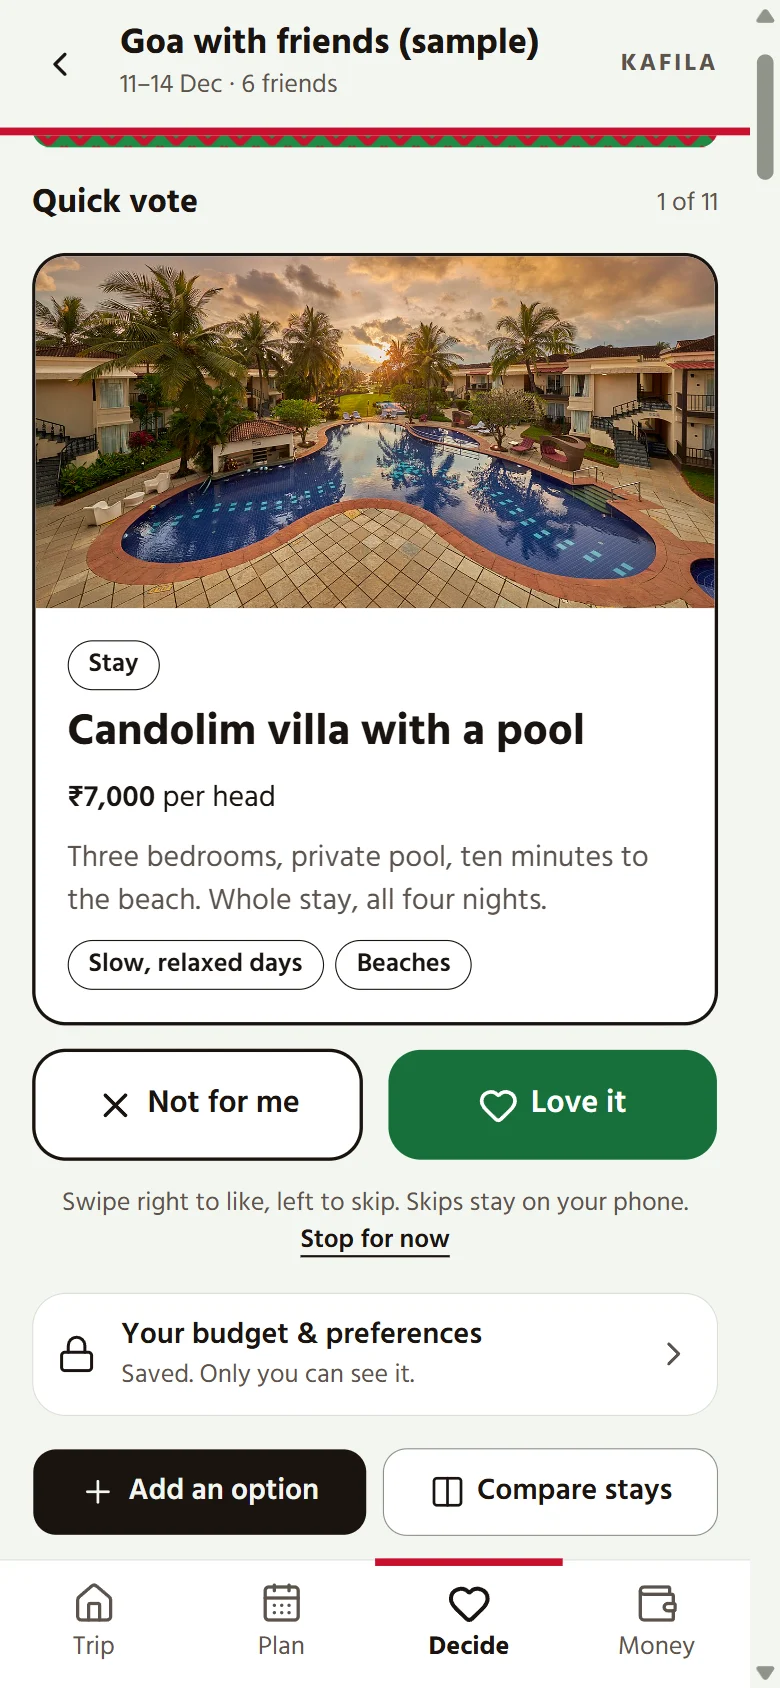 Goa with friends (sample)
11–14 Dec · 6 friends
KAFILA
Quick vote
1 of 11
Stay
Candolim villa with a pool
₹7,000 per head
Three bedrooms, private pool, ten minutes to
the beach. Whole stay, all four nights.
Slow, relaxed days
Beaches
Not for me
Love it
Swipe right to like, left to skip. Skips stay on your phone.
Stop for now
Your budget & preferences
Saved. Only you can see it.
Add an option
Compare stays
Trip
Plan
Decide
Money